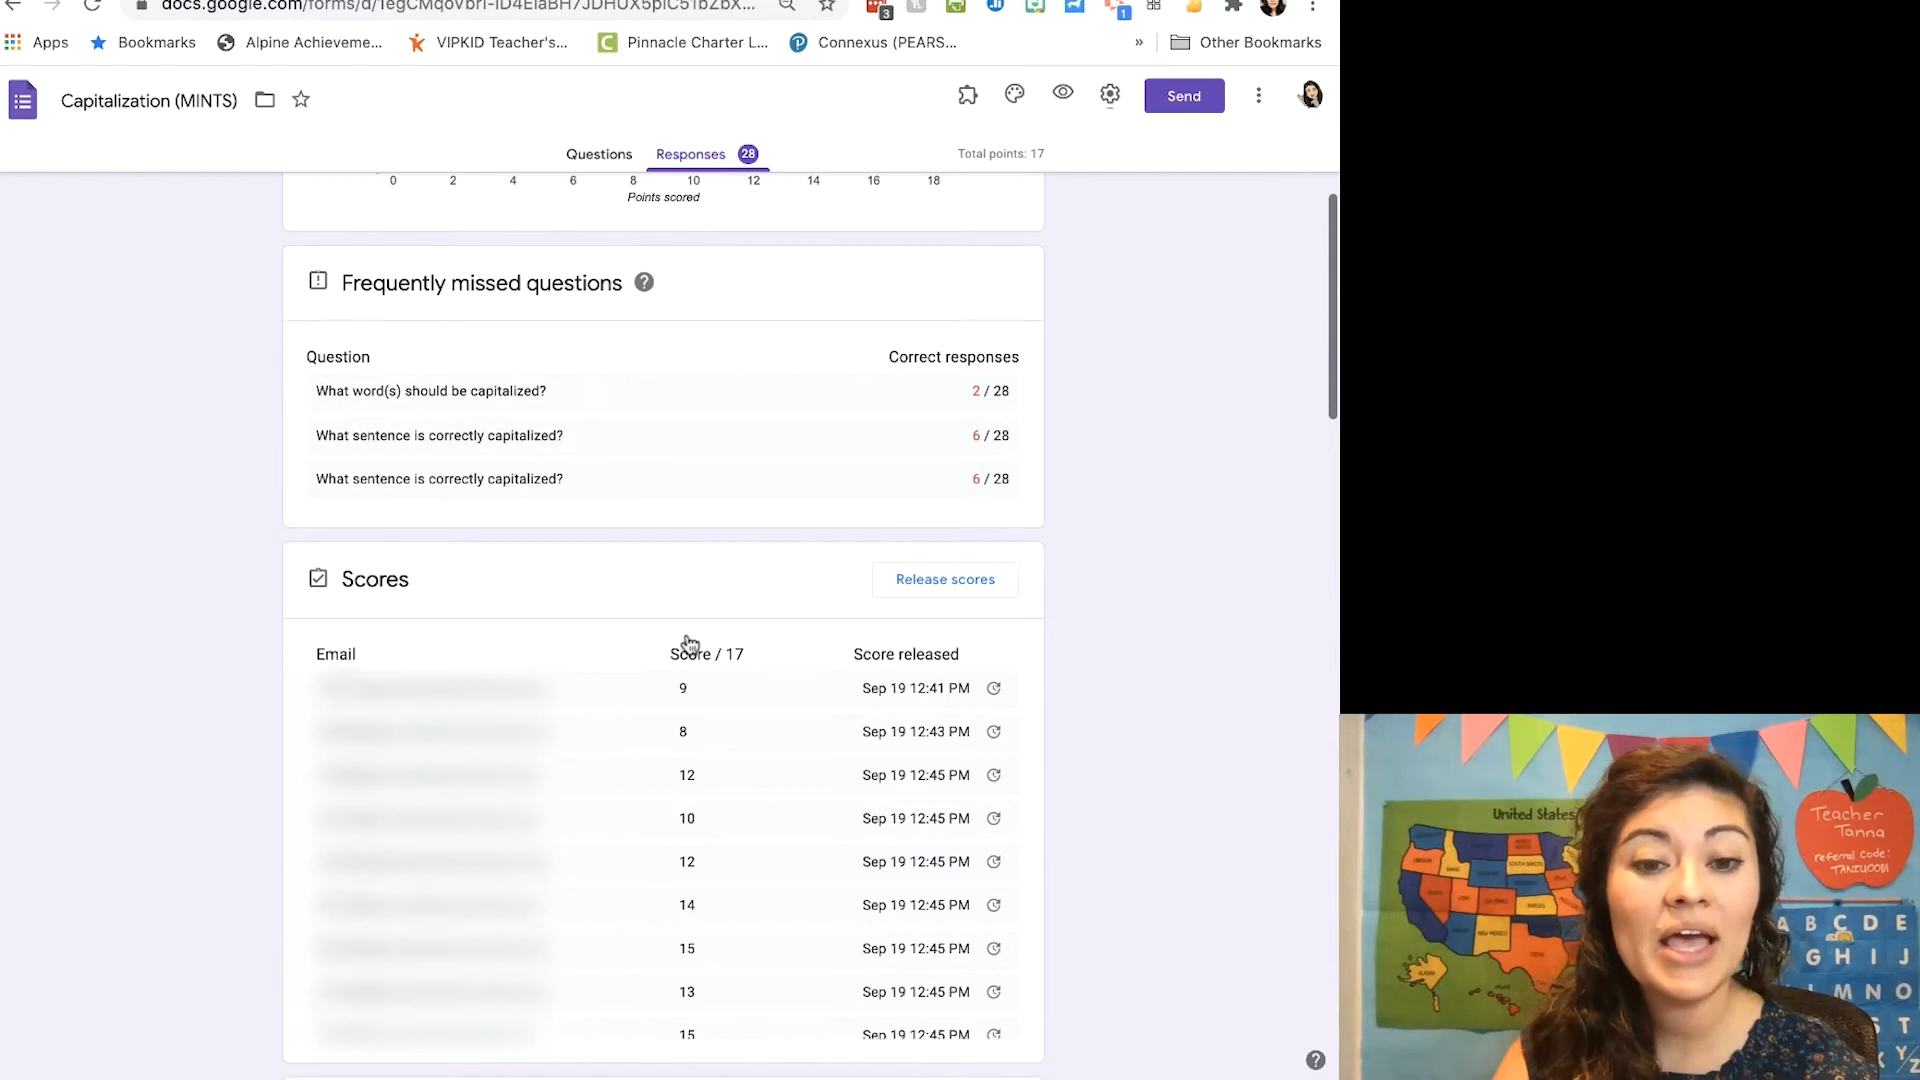 Apps Bookmarks Alpine Achieveme... VIPKID Teacher's... Pinnacle Charter L... Connexus (PEARS... » Other Bookmarks
3
1
Capitalization (MINTS)
Send
Questions Responses 28 Total points: 17
0 2 4 6 8 10 12 14 16 18
Points scored
Frequently missed questions
Question Correct responses
What word(s) should be capitalized? 2 / 28
What sentence is correctly capitalized? 6 / 28
What sentence is correctly capitalized? 6 / 28
Scores Release scores
Email Score / 17 Score released
9 Sep 19 12:41 PM
8 Sep 19 12:43 PM
12 Sep 19 12:45 PM
10 Sep 19 12:45 PM
12 Sep 19 12:45 PM
14 Sep 19 12:45 PM
15 Sep 19 12:45 PM
13 Sep 19 12:45 PM
15 Sep 19 12:45 PM
United States
Teacher
Tanna
referral code:
A B C D E
G H I J
L M N O
S T
Y Z